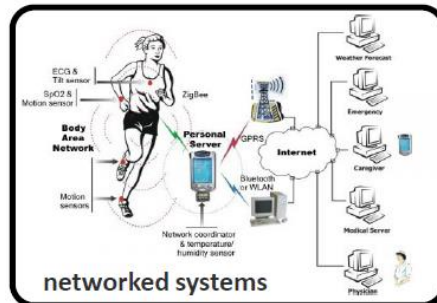 ECG &
Tilt sensor
SpO2 &
Motion sensor
ZigBee
Body
Area
Network
Personal
Server
GPRS
Internet
Bluetooth
or WLAN
Motion
sensors
Network coordinator
& temperature/
humidity sensor
Weather Forecast
Emergency
Caregiver
Medical Server
Physician
networked systems